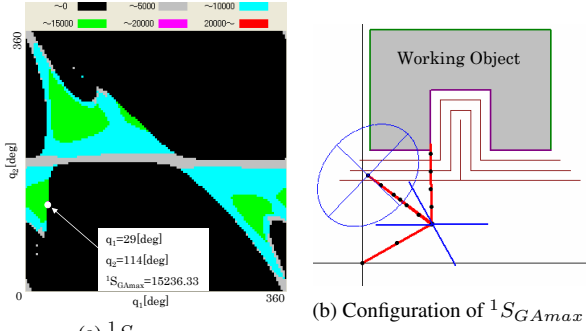 ～0 ～5000 ～10000
～15000 ～20000 20000～
360
q2[deg]
q1=29[deg]
q2=114[deg]
1SGAmax=15236.33
0 q1[deg] 360
Working Object
(b) Configuration of 1SGAmax